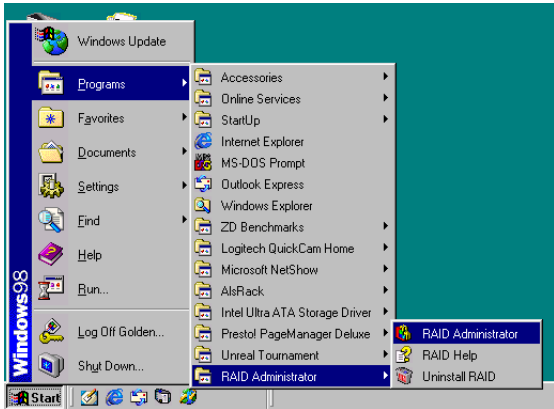 Windows Update
Programs
Favorites
Documents
Settings
Find
Help
Run...
Log Off Golden...
Shut Down...
Windows98
Start
Accessories
Online Services
StartUp
Internet Explorer
MS-DOS Prompt
Outlook Express
Windows Explorer
ZD Benchmarks
Logitech QuickCam Home
Microsoft NetShow
AlsRack
Intel Ultra ATA Storage Driver
Presto! PageManager Deluxe
Unreal Tournament
RAID Administrator
RAID Administrator
RAID Help
Uninstall RAID